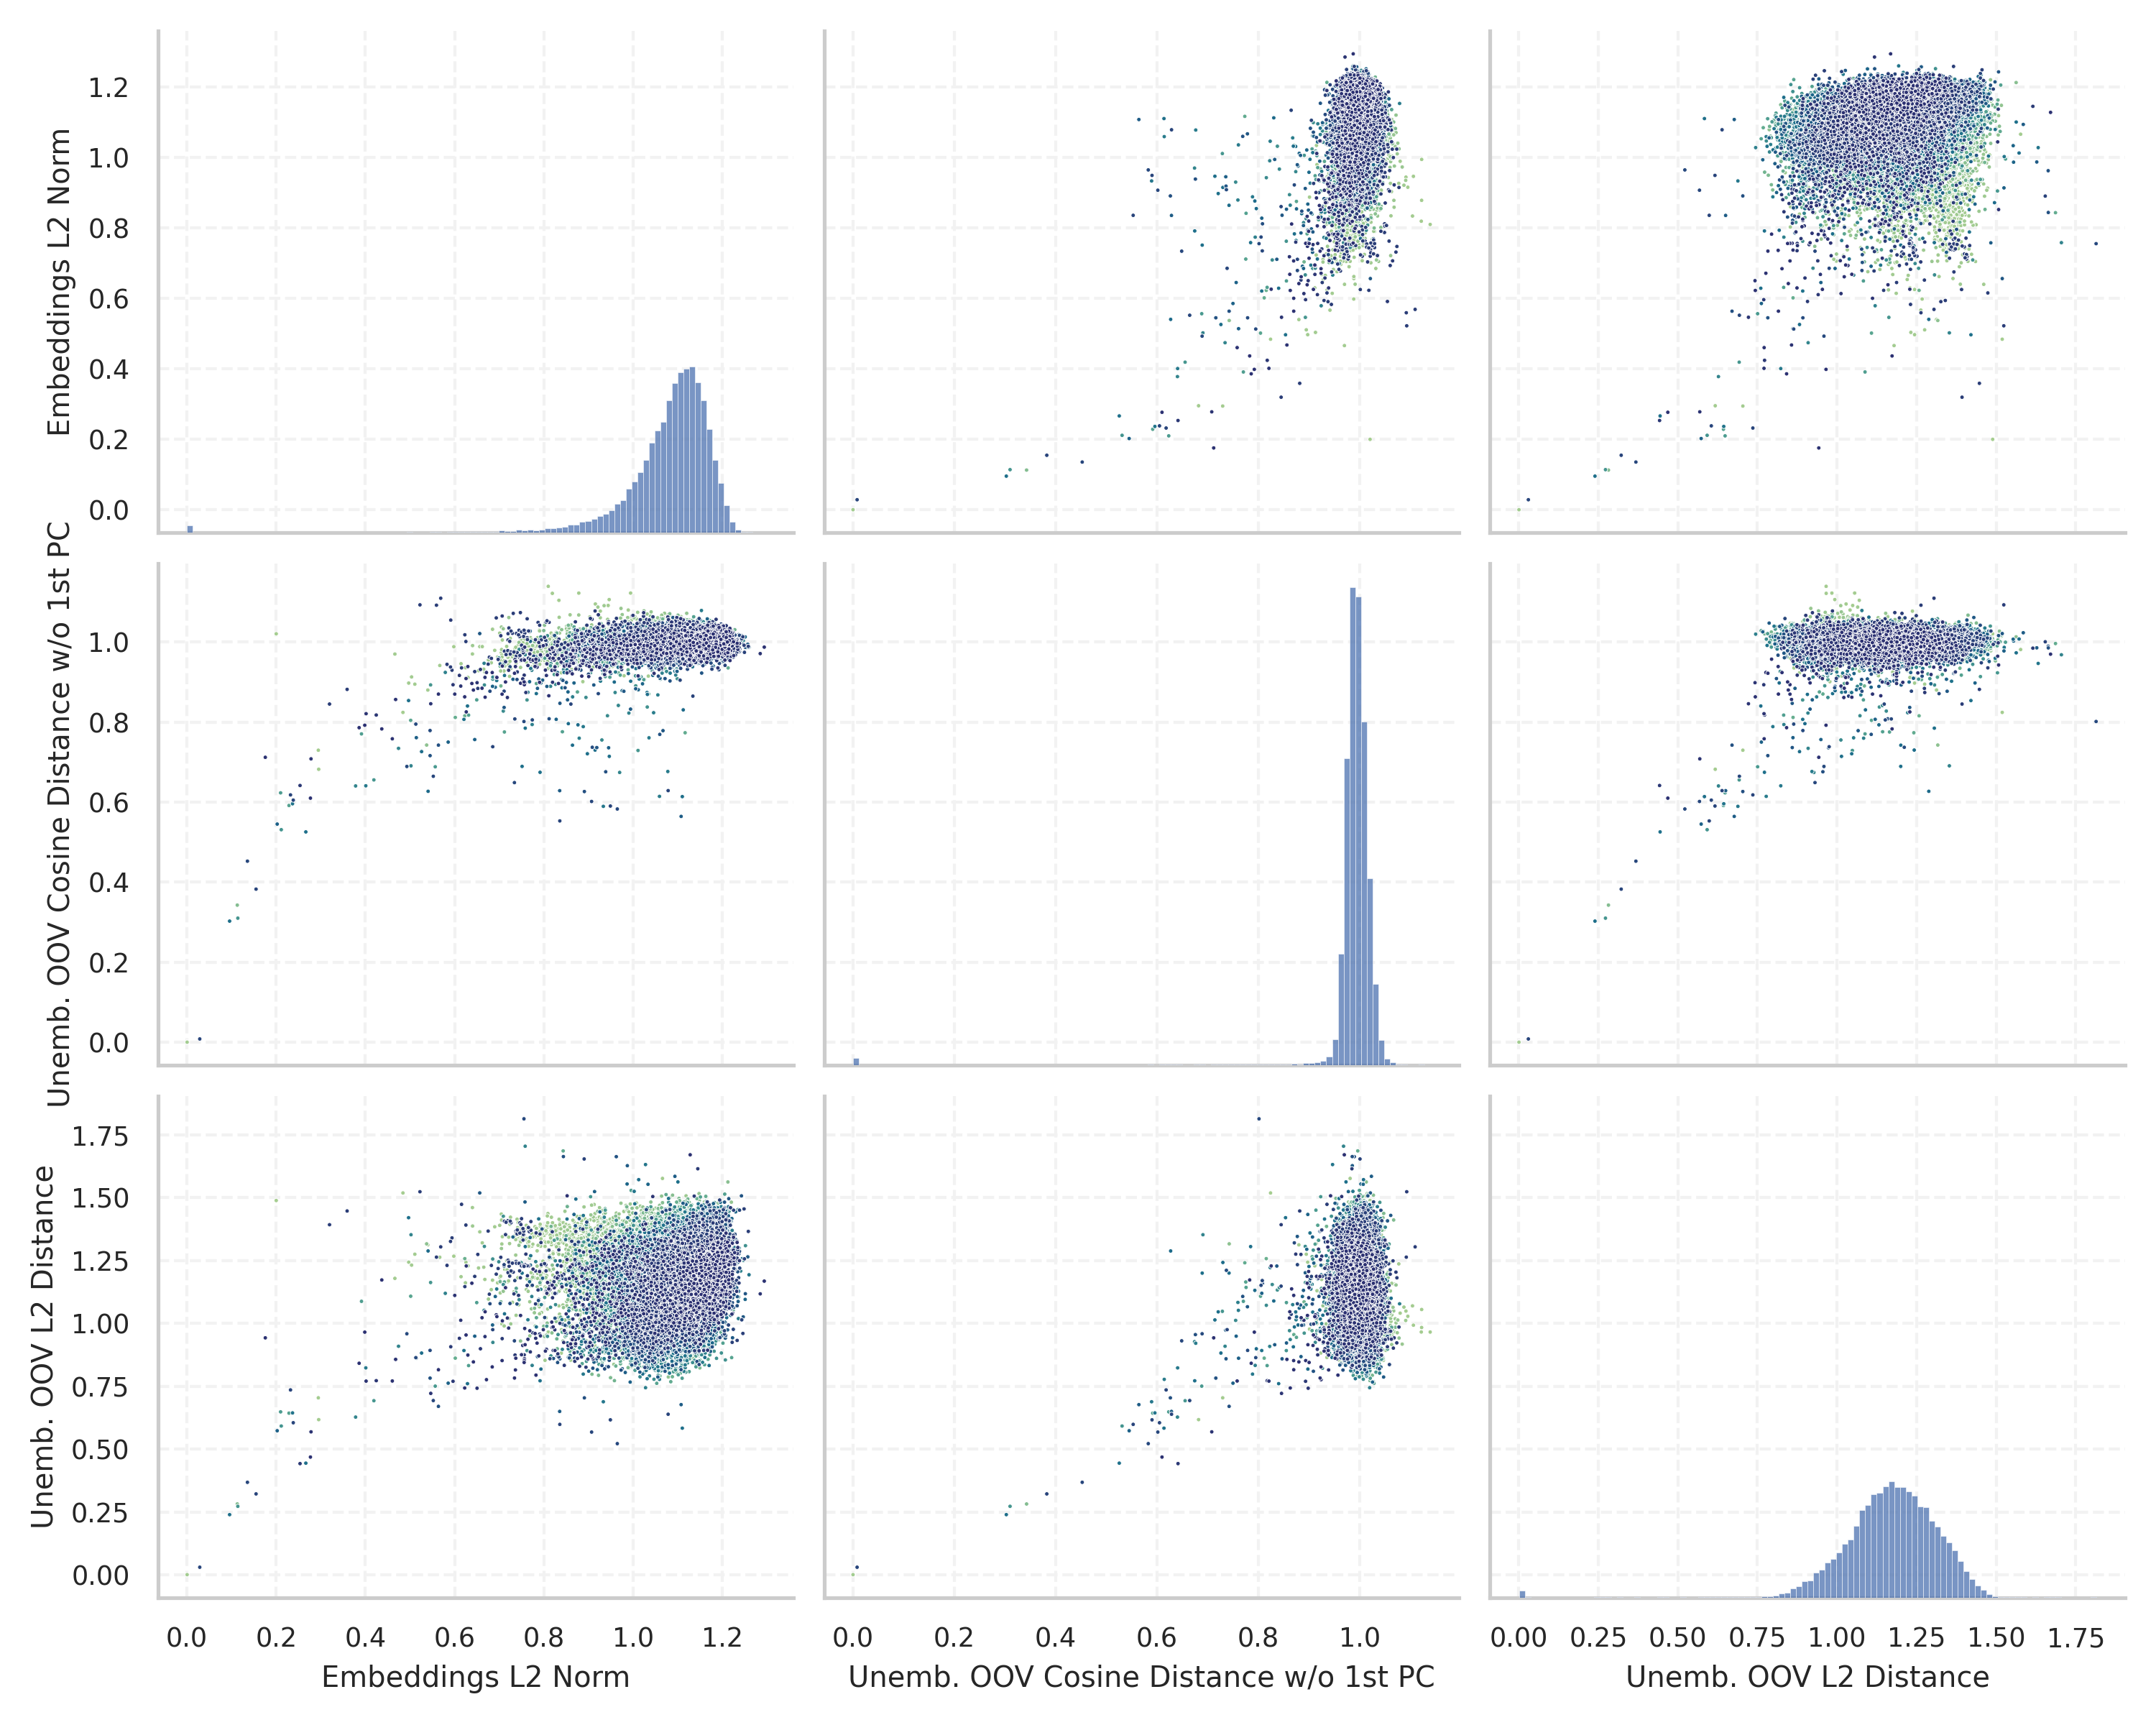 Embeddings L2 Norm
1.2
1.0
0.8
0.6
0.4
0.2
0.0
Unemb. OOV Cosine Distance w/o 1st PC
1.0
0.8
0.6
0.4
0.2
0.0
Unemb. OOV L2 Distance
1.75
1.50
1.25
1.00
0.75
0.50
0.25
0.00
0.0 0.2 0.4 0.6 0.8 1.0 1.2
Embeddings L2 Norm
0.0 0.2 0.4 0.6 0.8 1.0
Unemb. OOV Cosine Distance w/o 1st PC
0.00 0.25 0.50 0.75 1.00 1.25 1.50 1.75
Unemb. OOV L2 Distance